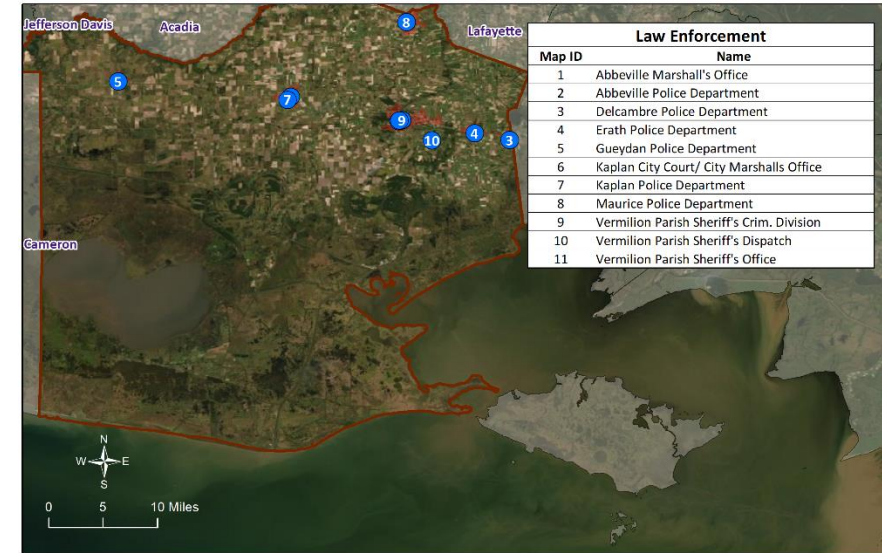 Jefferson Davis
Acadia
Lafayette
Cameron
8
5
7
9
10
4
3
Law Enforcement
Map ID Name
1 Abbeville Marshall's Office
2 Abbeville Police Department
3 Delcambre Police Department
4 Erath Police Department
5 Gueydan Police Department
6 Kaplan City Court/ City Marshalls Office
7 Kaplan Police Department
8 Maurice Police Department
9 Vermilion Parish Sheriff's Crim. Division
10 Vermilion Parish Sheriff's Dispatch
11 Vermilion Parish Sheriff's Office
N
W E
S
0 5 10 Miles